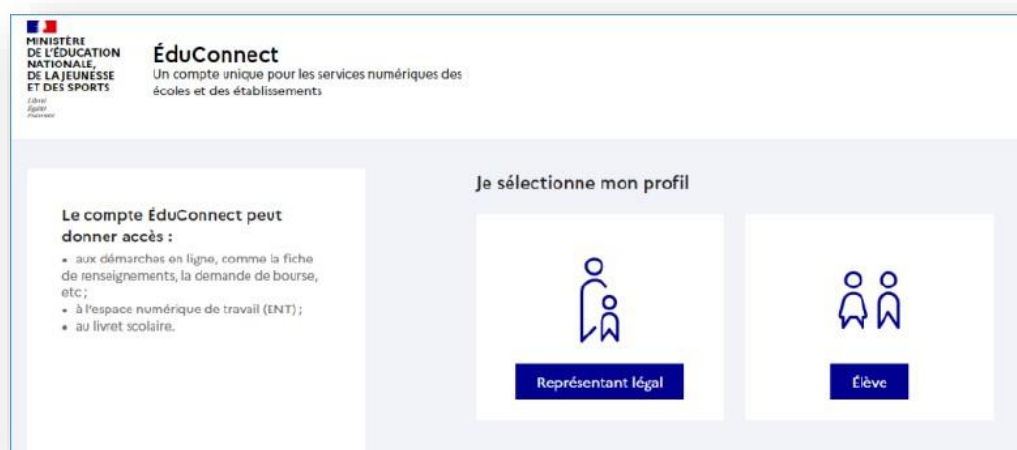 MINISTÈRE
DE L'ÉDUCATION
NATIONALE,
DE LA JEUNESSE
ET DES SPORTS
Liberté
Égalité
Fraternité
ÉduConnect
Un compte unique pour les services numériques des
écoles et des établissements
Le compte ÉduConnect peut
donner accès :
• aux démarches en ligne, comme la fiche
de renseignements, la demande de bourse,
etc ;
• à l'espace numérique de travail (ENT) ;
• au livret scolaire.
Je sélectionne mon profil
Représentant légal
Élève